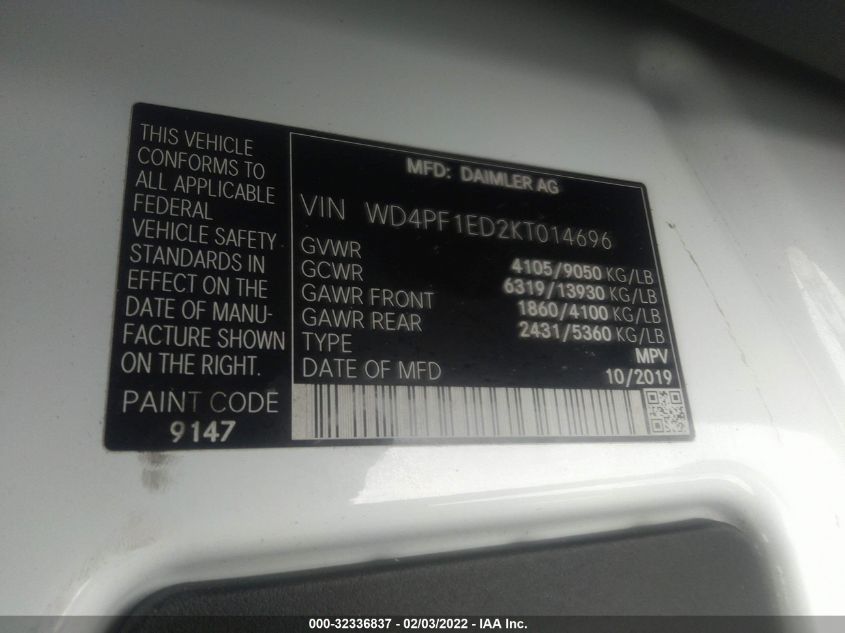 THIS VEHICLE
CONFORMS TO
ALL APPLICABLE
FEDERAL
VEHICLE SAFETY
STANDARDS IN
EFFECT ON THE
DATE OF MANU-
FACTURE SHOWN
ON THE RIGHT.
PAINT CODE
9147
MFD: DAIMLER AG
VIN WD4PF1ED2KT014696
GVWR 4105/9050 KG/LB
GCWR 6319/13930 KG/LB
GAWR FRONT 1860/4100 KG/LB
GAWR REAR 2431/5360 KG/LB
TYPE MPV
DATE OF MFD 10/2019
000-32336837 - 02/03/2022 - IAA Inc.